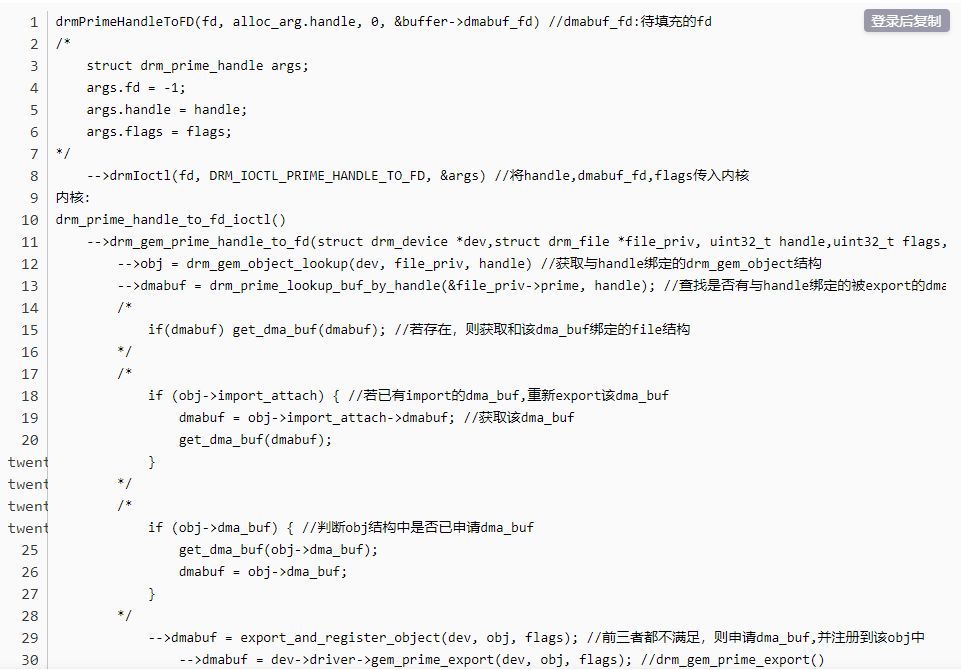 登录后复制
1 drmPrimeHandleToFD(fd, alloc_arg.handle, 0, &buffer->dmabuf_fd) //dmabuf_fd:待填充的fd
2 /*
3     struct drm_prime_handle args;
4     args.fd = -1;
5     args.handle = handle;
6     args.flags = flags;
7 */
8     -->drmIoctl(fd, DRM_IOCTL_PRIME_HANDLE_TO_FD, &args) //将handle,dmabuf_fd,flags传入内核
9 内核:
10 drm_prime_handle_to_fd_ioctl()
11     -->drm_gem_prime_handle_to_fd(struct drm_device *dev,struct drm_file *file_priv, uint32_t handle,uint32_t flags,
12         -->obj = drm_gem_object_lookup(dev, file_priv, handle) //获取与handle绑定的drm_gem_object结构
13         -->dmabuf = drm_prime_lookup_buf_by_handle(&file_priv->prime, handle); //查找是否有与handle绑定的被export的dma
14         /*
15             if(dmabuf) get_dma_buf(dmabuf); //若存在，则获取和该dma_buf绑定的file结构
16         */
17         /*
18             if (obj->import_attach) { //若已有import的dma_buf,重新export该dma_buf
19                 dmabuf = obj->import_attach->dmabuf; //获取该dma_buf
20                 get_dma_buf(dmabuf);
twent             }
twent         */
twent         /*
twent             if (obj->dma_buf) { //判断obj结构中是否已申请dma_buf
25                 get_dma_buf(obj->dma_buf);
26                 dmabuf = obj->dma_buf;
27             }
28         */
29             -->dmabuf = export_and_register_object(dev, obj, flags); //前三者都不满足，则申请dma_buf,并注册到该obj中
30                 -->dmabuf = dev->driver->gem_prime_export(dev, obj, flags); //drm_gem_prime_export()